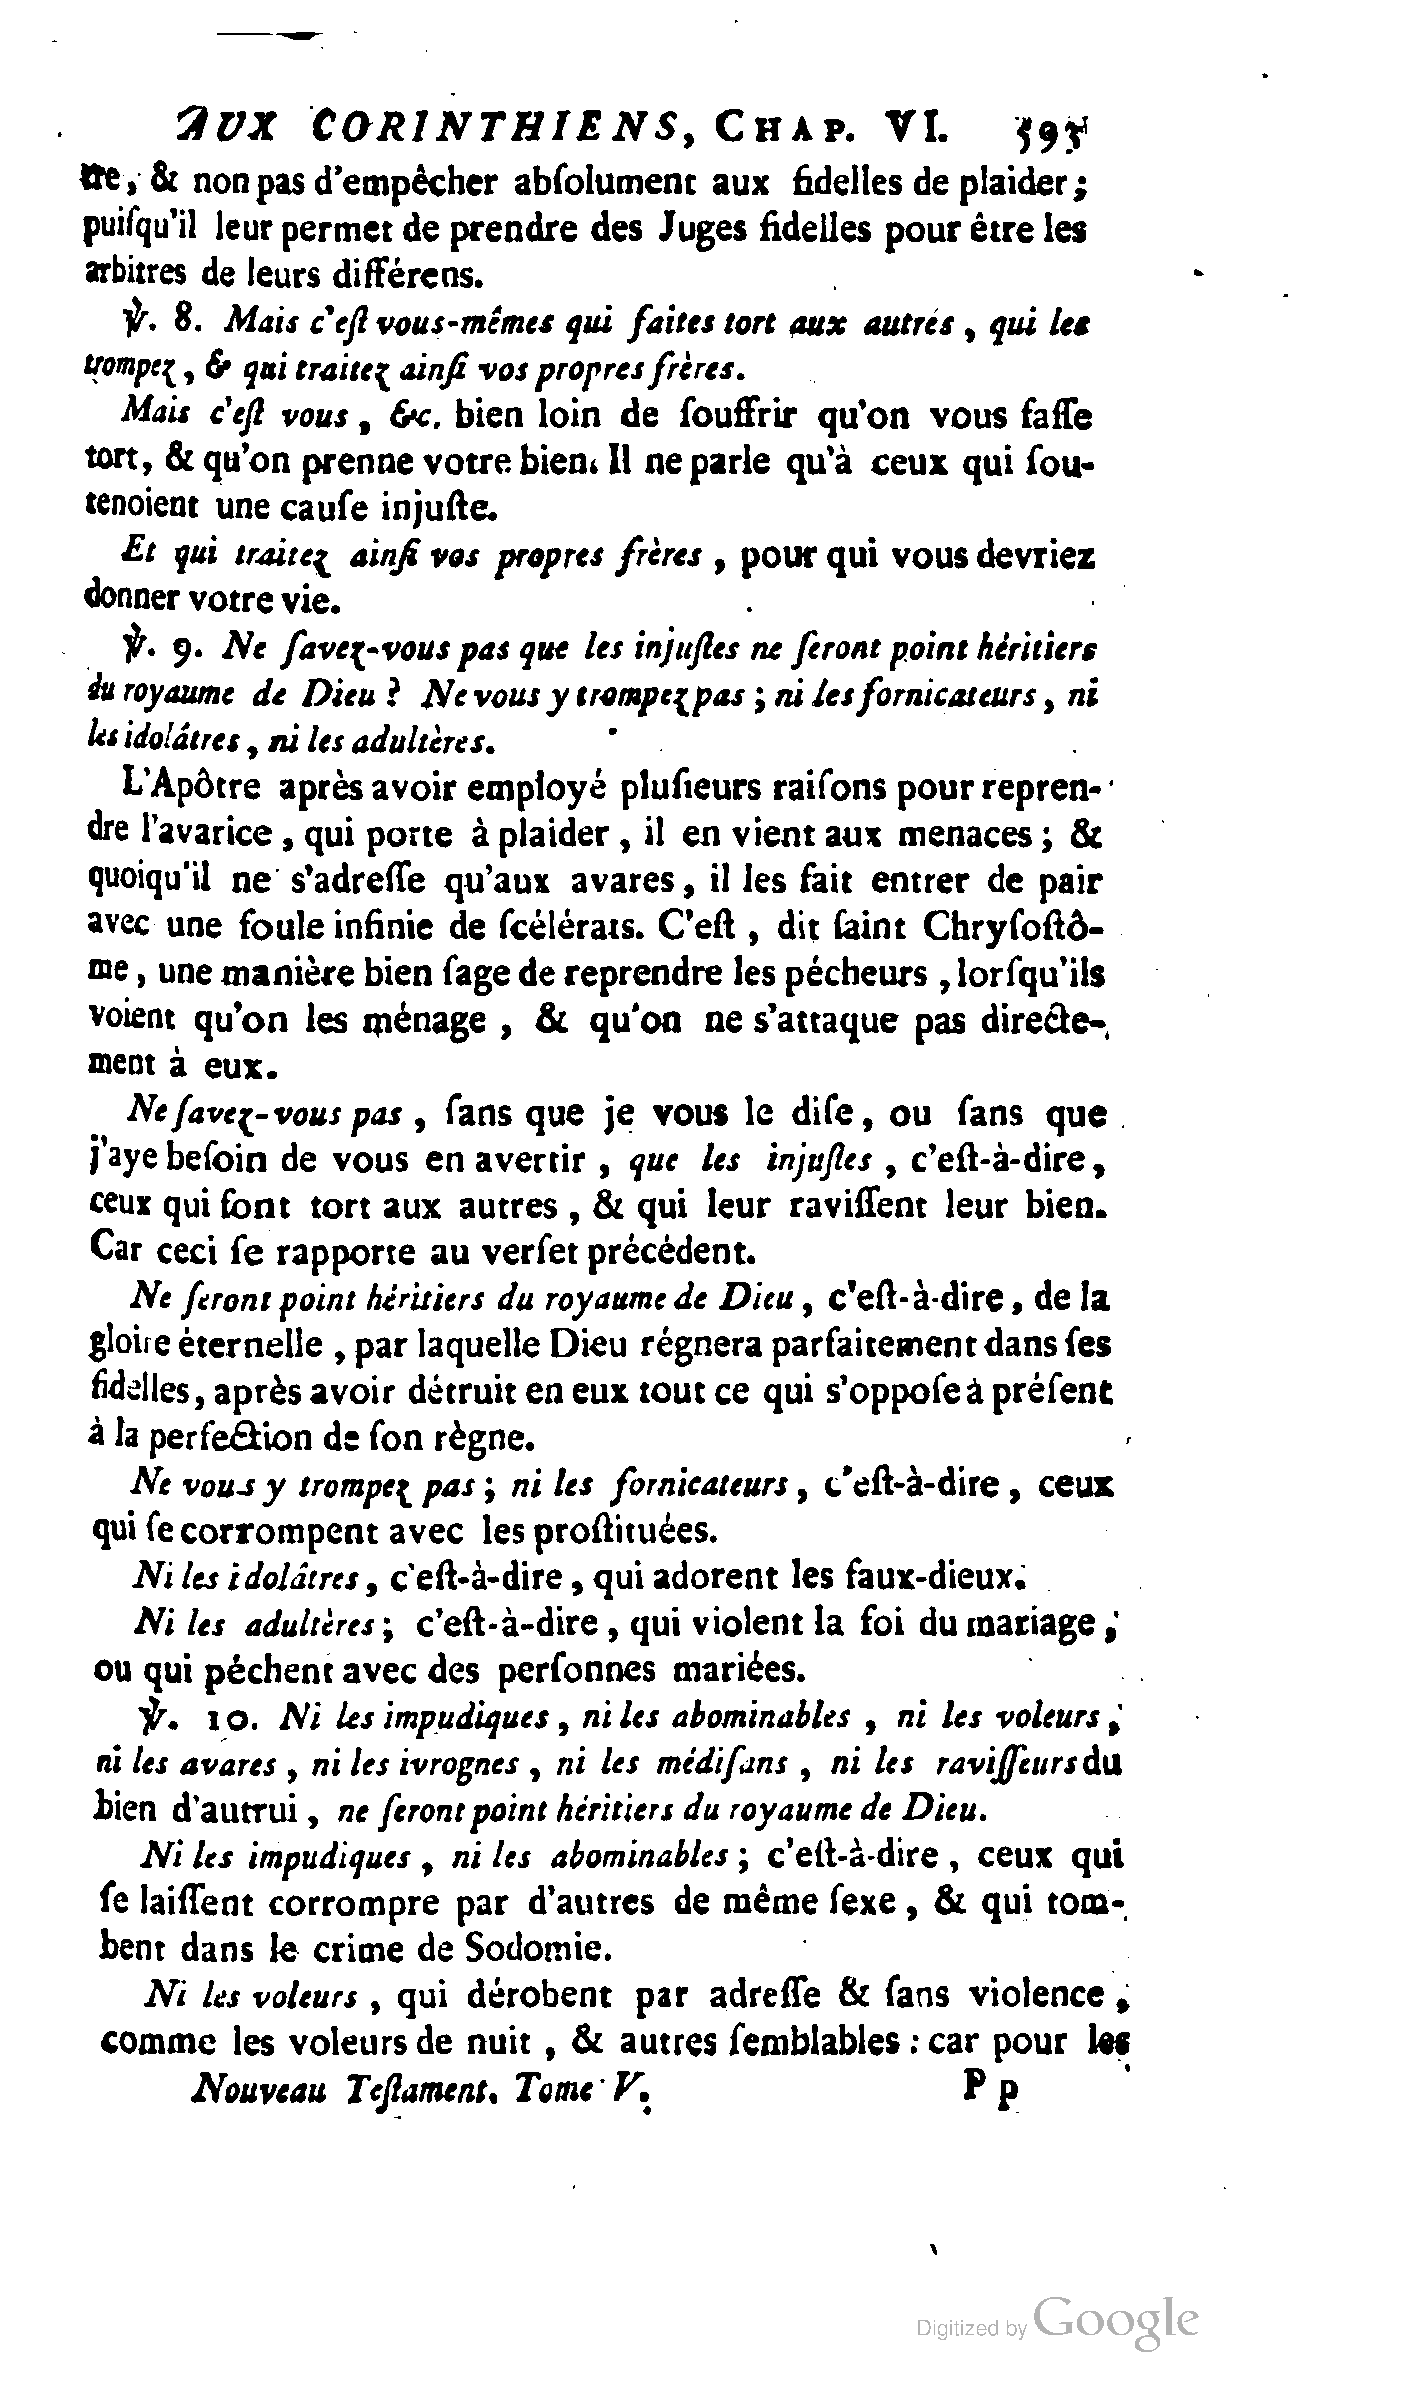 AUX CORINTHIENS, CHAP. VI. 593
tre, & non pas d'empêcher abſolument aux fidelles de plaider;
puiſqu'il leur permet de prendre des Juges fidelles pour être les
arbitres de leurs différens.
℣. 8. Mais c'eſt vous-mêmes qui faites tort aux autres, qui les
trompez, & qui traitez ainſi vos propres frères.
Mais c'eſt vous, &c. bien loin de ſouffrir qu'on vous faſſe
tort, & qu'on prenne votre bien. Il ne parle qu'à ceux qui ſou-
tenoient une cauſe injuſte.
Et qui traitez ainſi vos propres frères, pour qui vous devriez
donner votre vie.
℣. 9. Ne ſavez-vous pas que les injuſtes ne ſeront point héritiers
du royaume de Dieu? Ne vous y trompez pas; ni les fornicateurs, ni
les idolâtres, ni les adultères.
L'Apôtre après avoir employé pluſieurs raiſons pour repren-
dre l'avarice, qui porte à plaider, il en vient aux menaces; &
quoiqu'il ne s'adreſſe qu'aux avares, il les fait entrer de pair
avec une foule infinie de ſcélérats. C'eſt, dit ſaint Chryſoſtô-
me, une manière bien ſage de reprendre les pécheurs, lorſqu'ils
voient qu'on les ménage, & qu'on ne s'attaque pas directe-
ment à eux.
Ne ſavez-vous pas, ſans que je vous le diſe, ou ſans que
j'aye beſoin de vous en avertir, que les injuſtes, c'eſt-à-dire,
ceux qui font tort aux autres, & qui leur raviſſent leur bien.
Car ceci ſe rapporte au verſet précédent.
Ne ſeront point héritiers du royaume de Dieu, c'eſt-à-dire, de la
gloire éternelle, par laquelle Dieu régnera parfaitement dans ſes
fidelles, après avoir détruit en eux tout ce qui s'oppoſe à préſent
à la perfection de ſon règne.
Ne vous y trompez pas; ni les fornicateurs, c'eſt-à-dire, ceux
qui ſe corrompent avec les proſtituées.
Ni les idolâtres, c'eſt-à-dire, qui adorent les faux-dieux.
Ni les adultères; c'eſt-à-dire, qui violent la foi du mariage,
ou qui péchent avec des perſonnes mariées.
℣. 10. Ni les impudiques, ni les abominables, ni les voleurs,
ni les avares, ni les ivrognes, ni les médiſans, ni les raviſſeurs du
bien d'autrui, ne ſeront point héritiers du royaume de Dieu.
Ni les impudiques, ni les abominables; c'eſt-à-dire, ceux qui
ſe laiſſent corrompre par d'autres de même ſexe, & qui tom-
bent dans le crime de Sodomie.
Ni les voleurs, qui dérobent par adreſſe & ſans violence,
comme les voleurs de nuit, & autres ſemblables : car pour les
Nouveau Teſtament. Tome V. P p
Digitized by Google